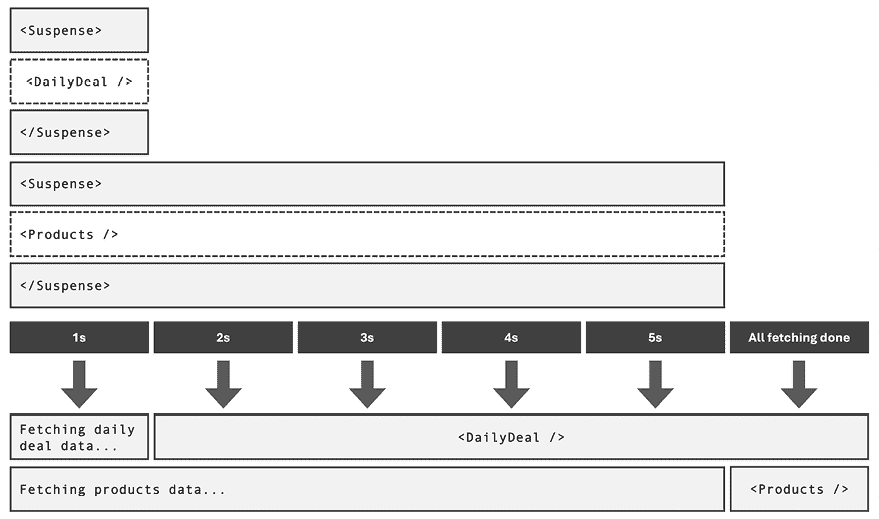 <Suspense>
<DailyDeal />
</Suspense>
<Suspense>
<Products />
</Suspense>
1s 2s 3s 4s 5s All fetching done
Fetching daily
deal data...
<DailyDeal />
Fetching products data... <Products />